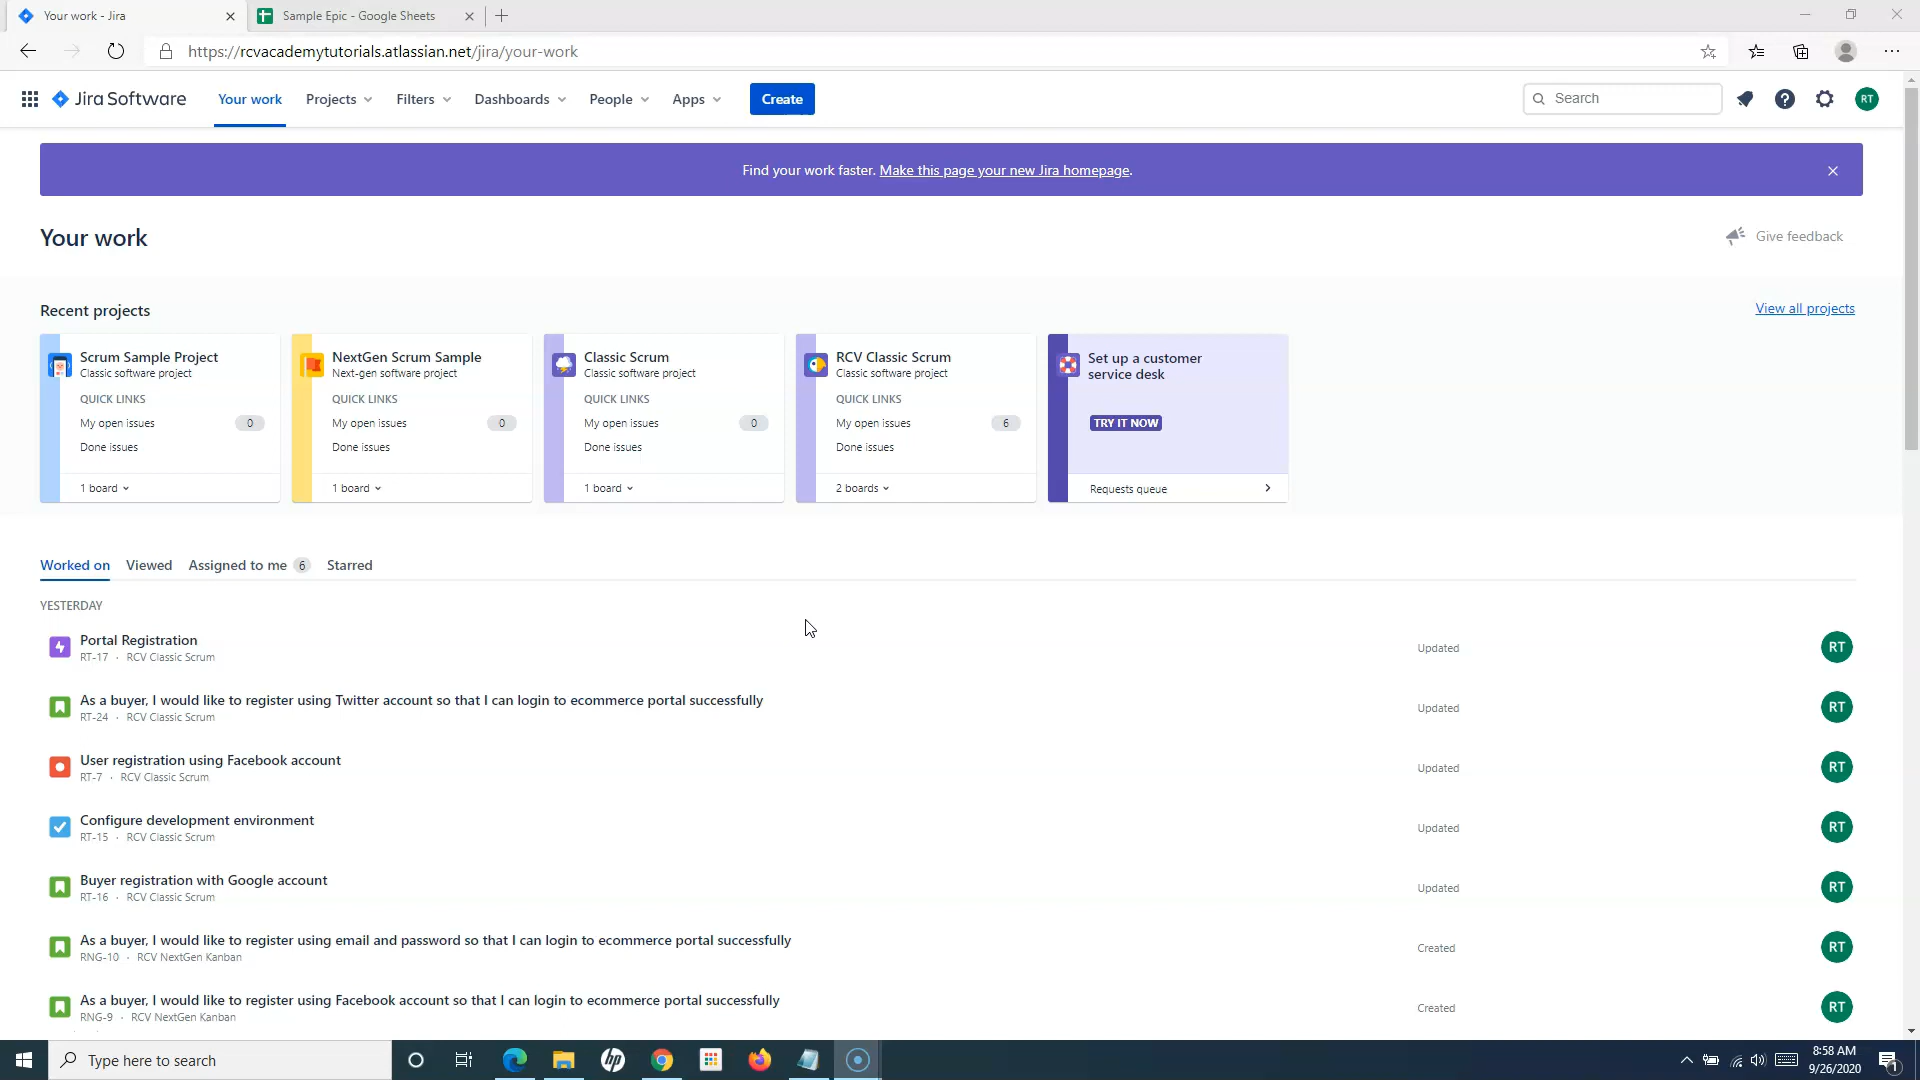 Your work - Jira
Sample Epic - Google Sheets
https://rcvacademytutorials.atlassian.net/jira/your-work
Jira Software
Your work
Projects
Filters
Dashboards
People
Apps
Create
Search
RT
Find your work faster. Make this page your new Jira homepage.
Your work
Give feedback
Recent projects
View all projects
Scrum Sample Project
Classic software project
QUICK LINKS
My open issues 0
Done issues
1 board
NextGen Scrum Sample
Next-gen software project
QUICK LINKS
My open issues 0
Done issues
1 board
Classic Scrum
Classic software project
QUICK LINKS
My open issues 0
Done issues
1 board
RCV Classic Scrum
Classic software project
QUICK LINKS
My open issues 6
Done issues
2 boards
Set up a customer
service desk
TRY IT NOW
Requests queue
Worked on Viewed Assigned to me 6 Starred
YESTERDAY
Portal Registration
RT-17 · RCV Classic Scrum
Updated
RT
As a buyer, I would like to register using Twitter account so that I can login to ecommerce portal successfully
RT-24 · RCV Classic Scrum
Updated
RT
User registration using Facebook account
RT-7 · RCV Classic Scrum
Updated
RT
Configure development environment
RT-15 · RCV Classic Scrum
Updated
RT
Buyer registration with Google account
RT-16 · RCV Classic Scrum
Updated
RT
As a buyer, I would like to register using email and password so that I can login to ecommerce portal successfully
RNG-10 · RCV NextGen Kanban
Created
RT
As a buyer, I would like to register using Facebook account so that I can login to ecommerce portal successfully
RNG-9 · RCV NextGen Kanban
Created
RT
Type here to search
hp
8:58 AM
9/26/2020
1